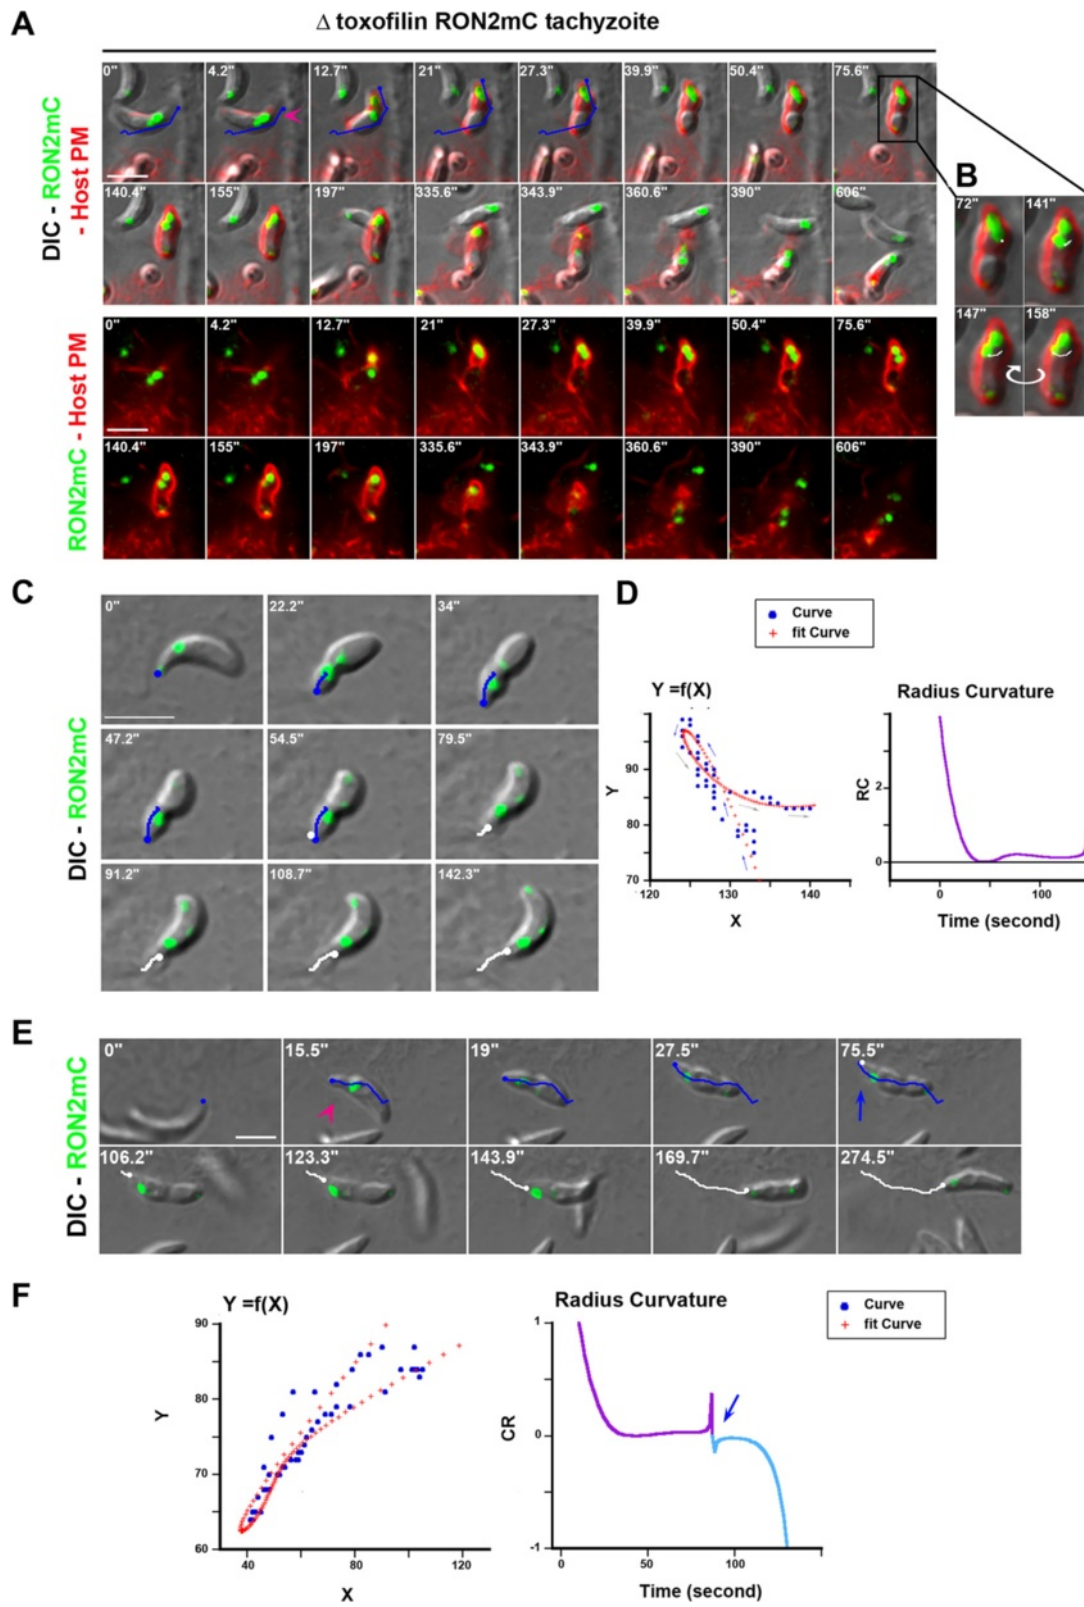 A
Δ toxofilin RON2mC tachyzoite
DIC - RON2mC
- Host PM
0" 4.2" 12.7" 21" 27.3" 39.9" 50.4" 75.6"
140.4" 155" 197" 335.6" 343.9" 360.6" 390" 606"
B
72" 141"
147" 158"
RON2mC - Host PM
0" 4.2" 12.7" 21" 27.3" 39.9" 50.4" 75.6"
140.4" 155" 197" 335.6" 343.9" 360.6" 390" 606"
C
DIC - RON2mC
0" 22.2" 34"
47.2" 54.5" 79.5"
91.2" 108.7" 142.3"
D
Curve
fit Curve
Y =f(X)
Y
90
80
70
120 130 140
X
Radius Curvature
RC
2
0
0 100
Time (second)
E
DIC - RON2mC
0" 15.5" 19" 27.5" 75.5"
106.2" 123.3" 143.9" 169.7" 274.5"
F
Y =f(X)
Y
90
80
70
60
40 60 80 100 120
X
Radius Curvature
CR
1
0
-1
0 50 100
Time (second)
Curve
fit Curve